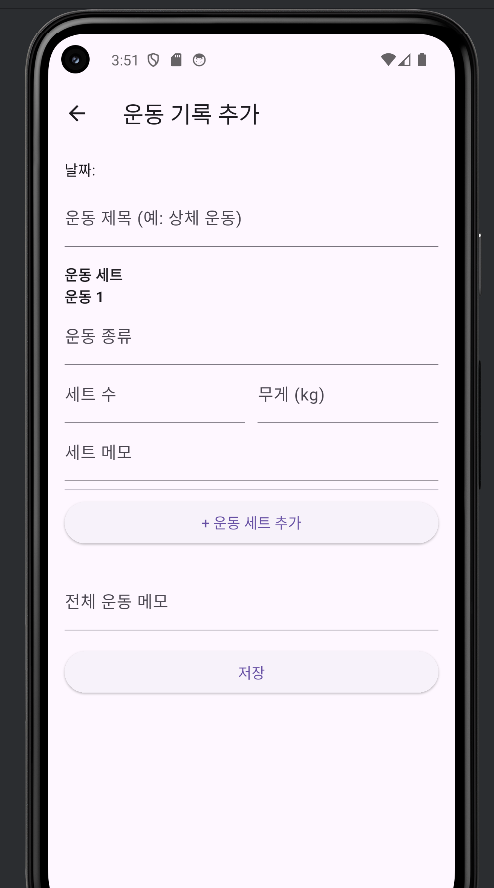 3:51
운동 기록 추가
날짜:
운동 제목 (예: 상체 운동)
운동 세트
운동 1
운동 종류
세트 수 무게 (kg)
세트 메모
+ 운동 세트 추가
전체 운동 메모
저장